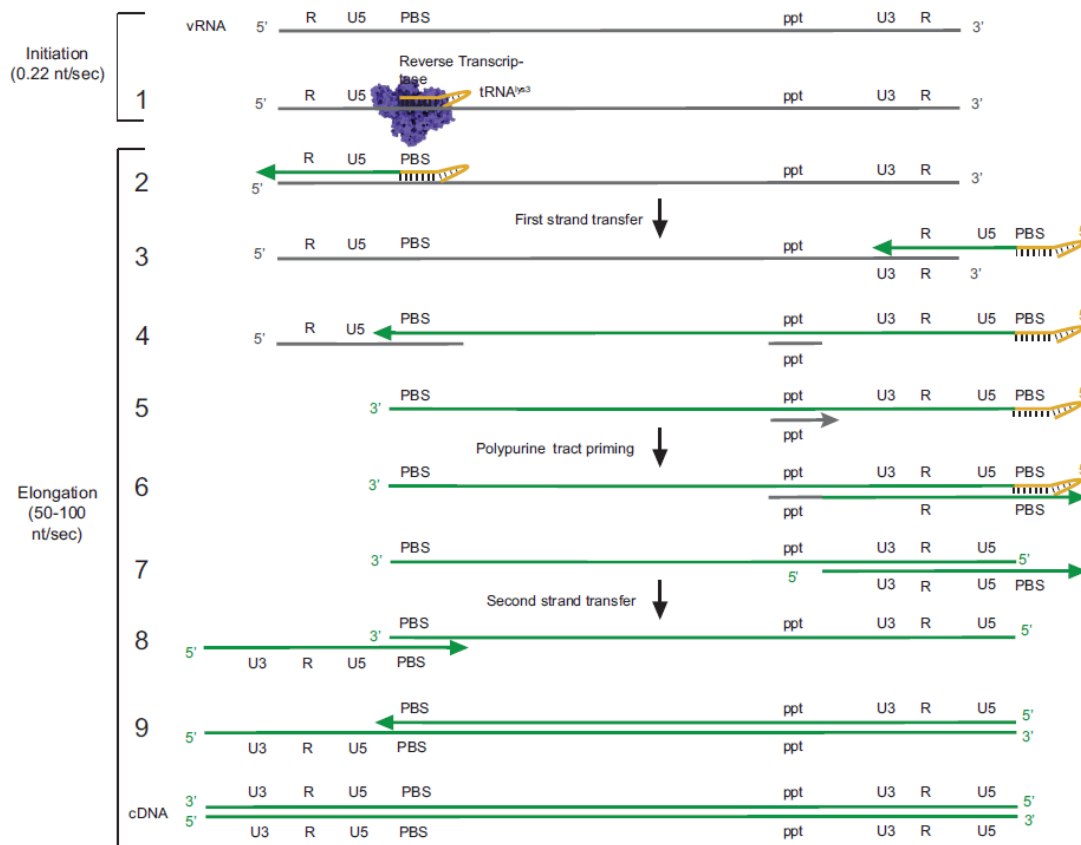 R U5 PBS ppt U3 R
vRNA 5' 3'
Initiation
(0.22 nt/sec)
Reverse Transcrip-
tase
tRNAlys3
1 R U5 ppt U3 R
5' 3'
R U5 PBS ppt U3 R
2
5' 3'
First strand transfer
R U5 PBS ppt R U5 PBS 5
3 5'
U3 R 3'
PBS ppt U3 R U5 PBS 5
4 5' R U5
ppt
PBS ppt U3 R U5 PBS 5
5 3'
ppt
Polypurine tract priming
PBS ppt U3 R U5 PBS 5
6 3'
ppt R PBS
Elongation
(50-100
nt/sec)
PBS ppt U3 R U5
7 3' 5' 5'
U3 R U5 PBS
Second strand transfer
PBS ppt U3 R U5
8 3' 5'
5'
U3 R U5 PBS
PBS ppt U3 R U5
9 5'
5' 3'
U3 R U5 PBS ppt
U3 R U5 PBS ppt U3 R U5
cDNA 3' 5'
5' 3'
U3 R U5 PBS ppt U3 R U5